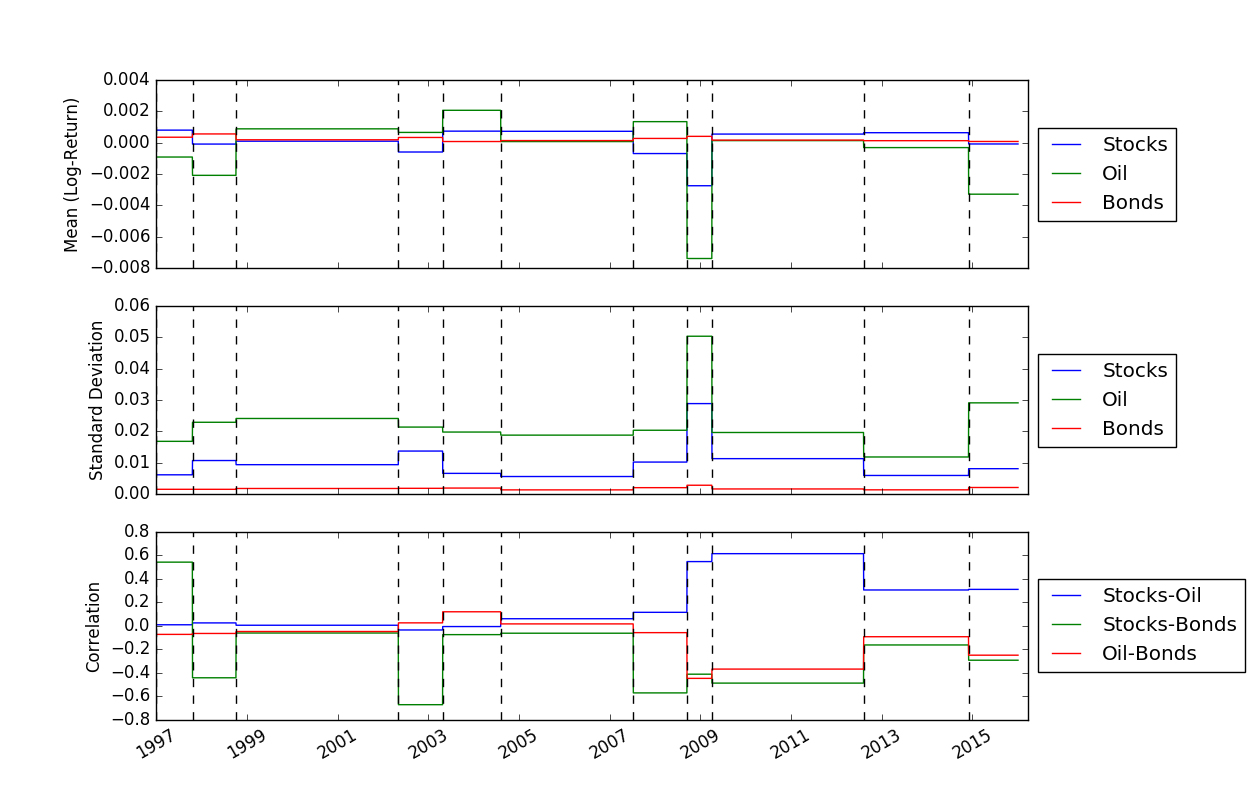 0.004
0.002
0.000
−0.002
−0.004
−0.006
−0.008
Mean (Log-Return)
Stocks
Oil
Bonds
0.06
0.05
0.04
0.03
0.02
0.01
0.00
Standard Deviation
Stocks
Oil
Bonds
0.8
0.6
0.4
0.2
0.0
−0.2
−0.4
−0.6
−0.8
Correlation
Stocks-Oil
Stocks-Bonds
Oil-Bonds
1997 1999 2001 2003 2005 2007 2009 2011 2013 2015